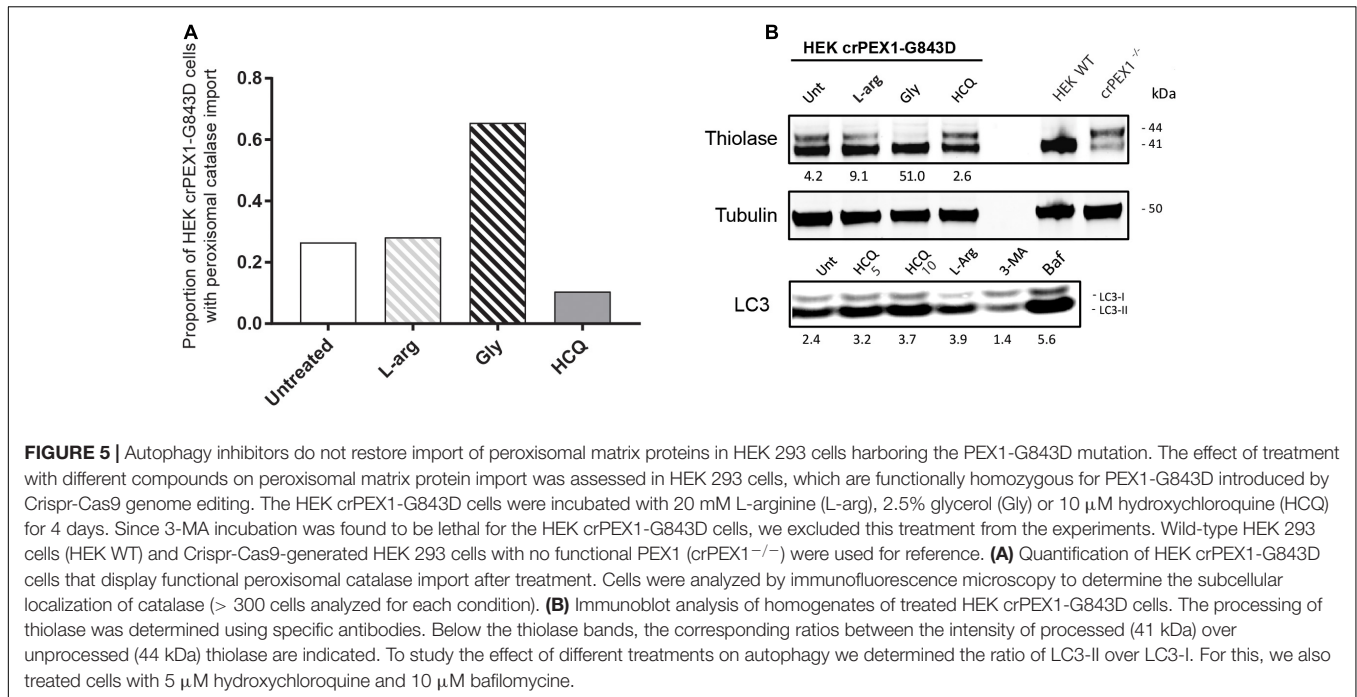 A
Proportion of HEK crPEX1-G843D cells
with peroxisomal catalase import
0.8
0.6
0.4
0.2
0.0
Untreated
L-arg
Gly
HCQ
B
HEK crPEX1-G843D
Unt L-arg Gly HCQ HEK WT crPEX1 -/- kDa
Thiolase
- 44
- 41
4.2 9.1 51.0 2.6
Tubulin
- 50
Unt HCQ 5 HCQ 10 L-Arg 3-MA Baf
LC3
- LC3-I
- LC3-II
2.4 3.2 3.7 3.9 1.4 5.6
FIGURE 5 | Autophagy inhibitors do not restore import of peroxisomal matrix proteins in HEK 293 cells harboring the PEX1-G843D mutation. The effect of treatment
with different compounds on peroxisomal matrix protein import was assessed in HEK 293 cells, which are functionally homozygous for PEX1-G843D introduced by
Crispr-Cas9 genome editing. The HEK crPEX1-G843D cells were incubated with 20 mM L-arginine (L-arg), 2.5% glycerol (Gly) or 10 μM hydroxychloroquine (HCQ)
for 4 days. Since 3-MA incubation was found to be lethal for the HEK crPEX1-G843D cells, we excluded this treatment from the experiments. Wild-type HEK 293
cells (HEK WT) and Crispr-Cas9-generated HEK 293 cells with no functional PEX1 (crPEX1−/−) were used for reference. (A) Quantification of HEK crPEX1-G843D
cells that display functional peroxisomal catalase import after treatment. Cells were analyzed by immunofluorescence microscopy to determine the subcellular
localization of catalase (> 300 cells analyzed for each condition). (B) Immunoblot analysis of homogenates of treated HEK crPEX1-G843D cells. The processing of
thiolase was determined using specific antibodies. Below the thiolase bands, the corresponding ratios between the intensity of processed (41 kDa) over
unprocessed (44 kDa) thiolase are indicated. To study the effect of different treatments on autophagy we determined the ratio of LC3-II over LC3-I. For this, we also
treated cells with 5 μM hydroxychloroquine and 10 μM bafilomycine.